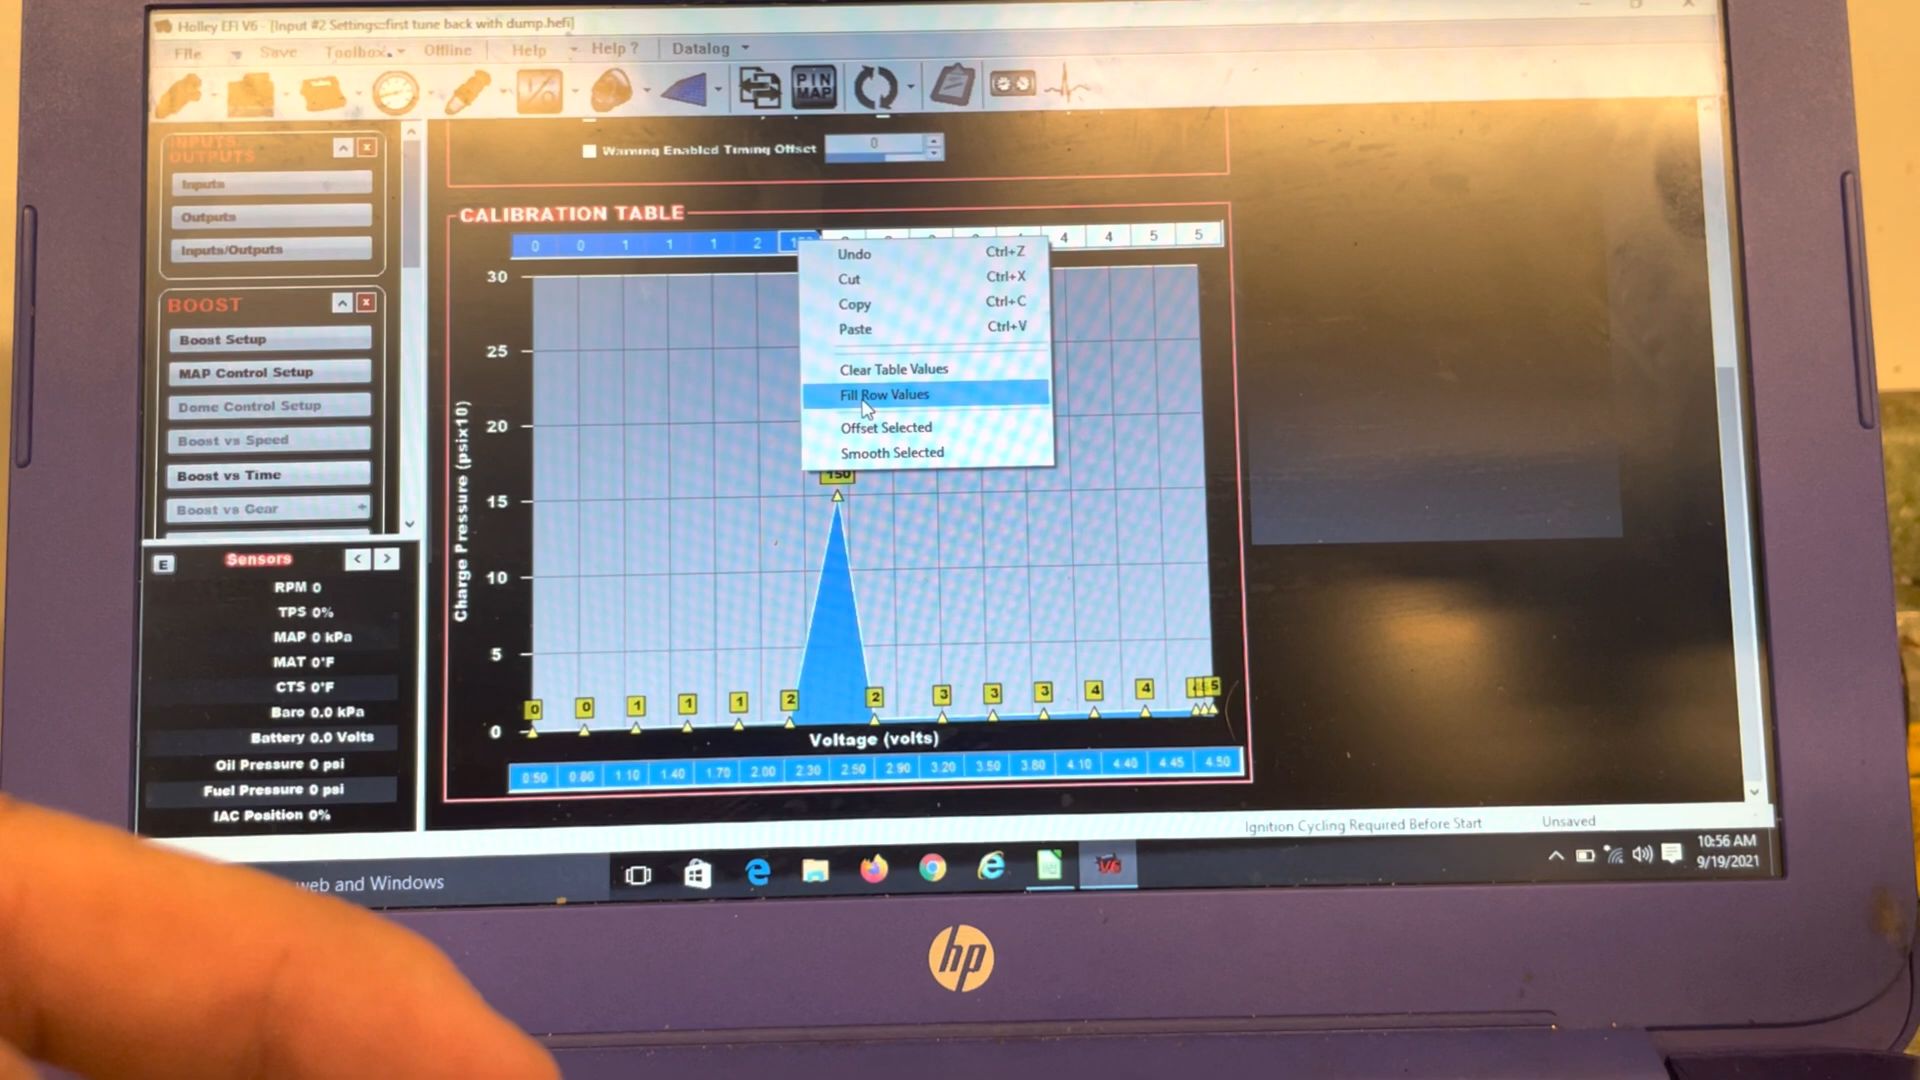 Holley EFI V6 - [Input #2 Settings::first tune back with dump.hefi]
File Save Toolbox Offline Help Help ? Datalog
PIN MAP
INPUTS
OUTPUTS
Inputs
Outputs
Inputs/Outputs
BOOST
Boost Setup
MAP Control Setup
Dome Control Setup
Boost vs Speed
Boost vs Time
Boost vs Gear
E Sensors < >
RPM 0
TPS 0%
MAP 0 kPa
MAT 0°F
CTS 0°F
Baro 0.0 kPa
Battery 0.0 Volts
Oil Pressure 0 psi
Fuel Pressure 0 psi
IAC Position 0%
Warning Enabled Timing Offset 0
CALIBRATION TABLE
0 0 1 1 1 2 4 4 5 5
Undo Ctrl+Z
Cut Ctrl+X
Copy Ctrl+C
Paste Ctrl+V
Clear Table Values
Fill Row Values
Offset Selected
Smooth Selected
Charge Pressure (psix10)
30
25
20
15
10
5
0
150
0 0 1 1 1 2 2 3 3 3 4 4 5
Voltage (volts)
0.50 0.80 1.10 1.40 1.70 2.00 2.30 2.50 2.90 3.20 3.50 3.80 4.10 4.40 4.45 4.50
Ignition Cycling Required Before Start Unsaved
web and Windows
V6
10:56 AM
9/19/2021
hp